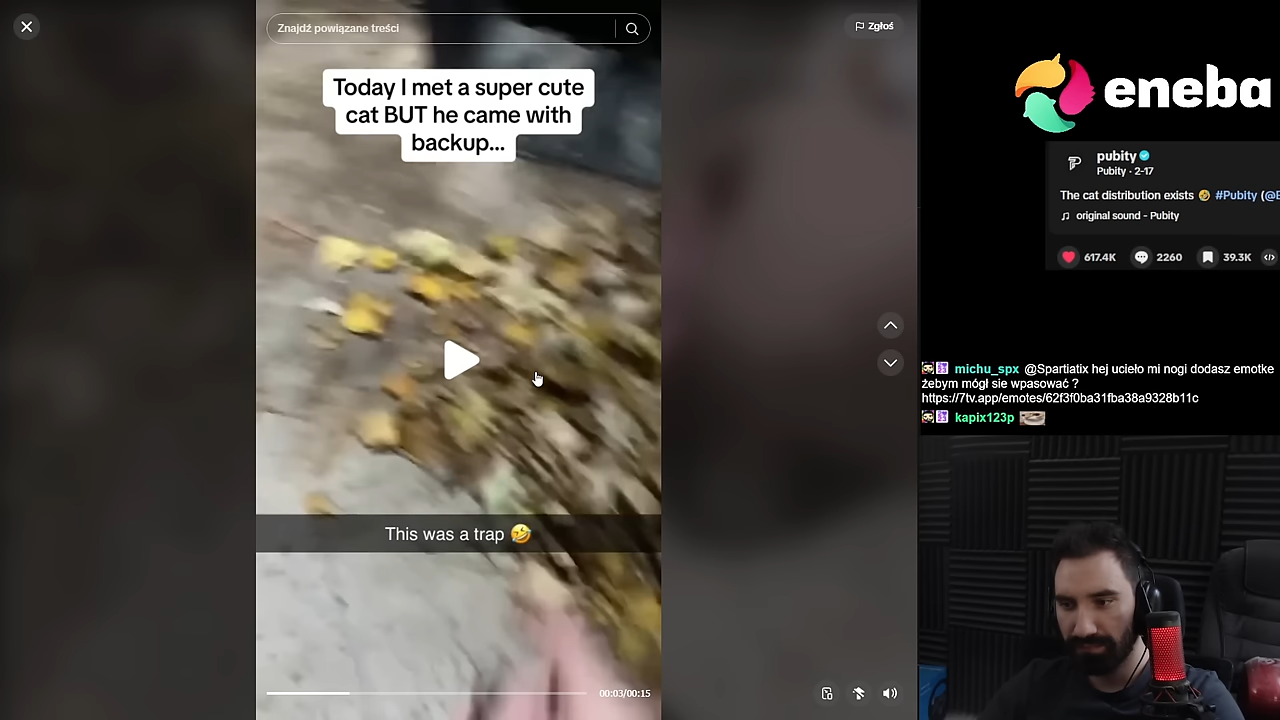 Znajdź powiązane treści
Zgłoś
Today I met a super cute
cat BUT he came with
backup...
This was a trap 🤣
00:03/00:15
eneba
pubity
Pubity · 2-17
The cat distribution exists 🤣 #Pubity (@E
original sound - Pubity
617.4K
2260
39.3K
michu_spx @Spartiatix hej ucieło mi nogi dodasz emotke
żebym mógł sie wpasować ?
https://7tv.app/emotes/62f3f0ba31fba38a9328b11c
kapix123p